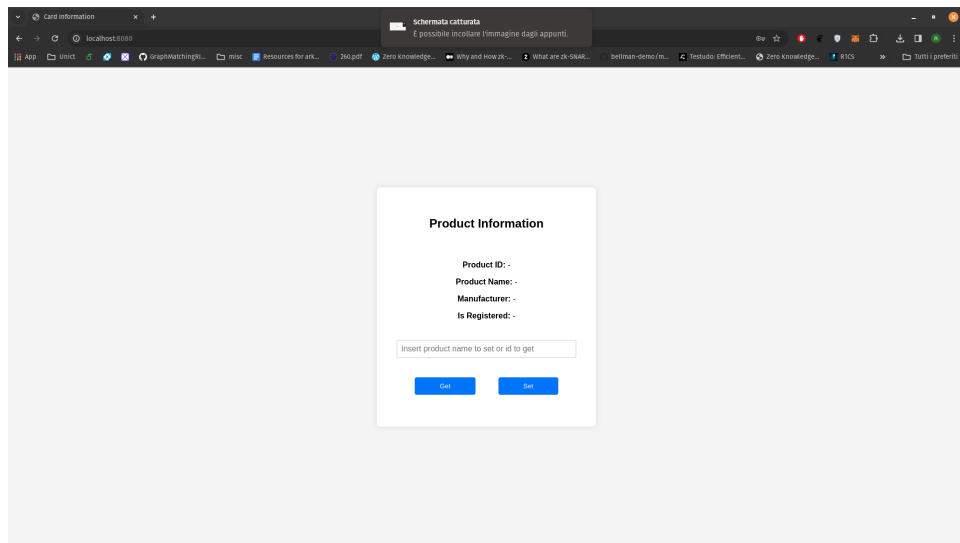 Card Information
Schermata catturata
È possibile incollare l'immagine dagli appunti.
localhost:8080
App
Unict
GraphMatchingRi...
misc
Resources for ark...
260.pdf
Zero Knowledge...
Why and How zk-...
What are zk-SNAR...
bellman-demo/m...
Testudo: Efficient...
Zero Knowledge...
R1CS
»
Tutti i preferiti
Product Information
Product ID: -
Product Name: -
Manufacturer: -
Is Registered: -
Insert product name to set or id to get
Get
Set